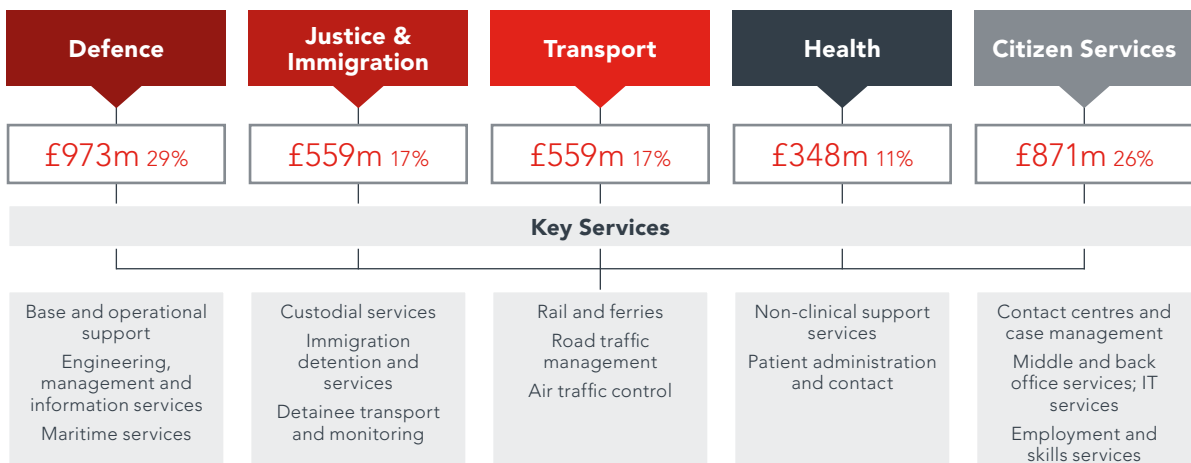 Defence
Justice &
Immigration
Transport
Health
Citizen Services
£973m 29%
£559m 17%
£559m 17%
£348m 11%
£871m 26%
Key Services
Base and operational
support
Engineering,
management and
information services
Maritime services
Custodial services
Immigration
detention and
services
Detainee transport
and monitoring
Rail and ferries
Road traffic
management
Air traffic control
Non-clinical support
services
Patient administration
and contact
Contact centres and
case management
Middle and back
office services; IT
services
Employment and
skills services